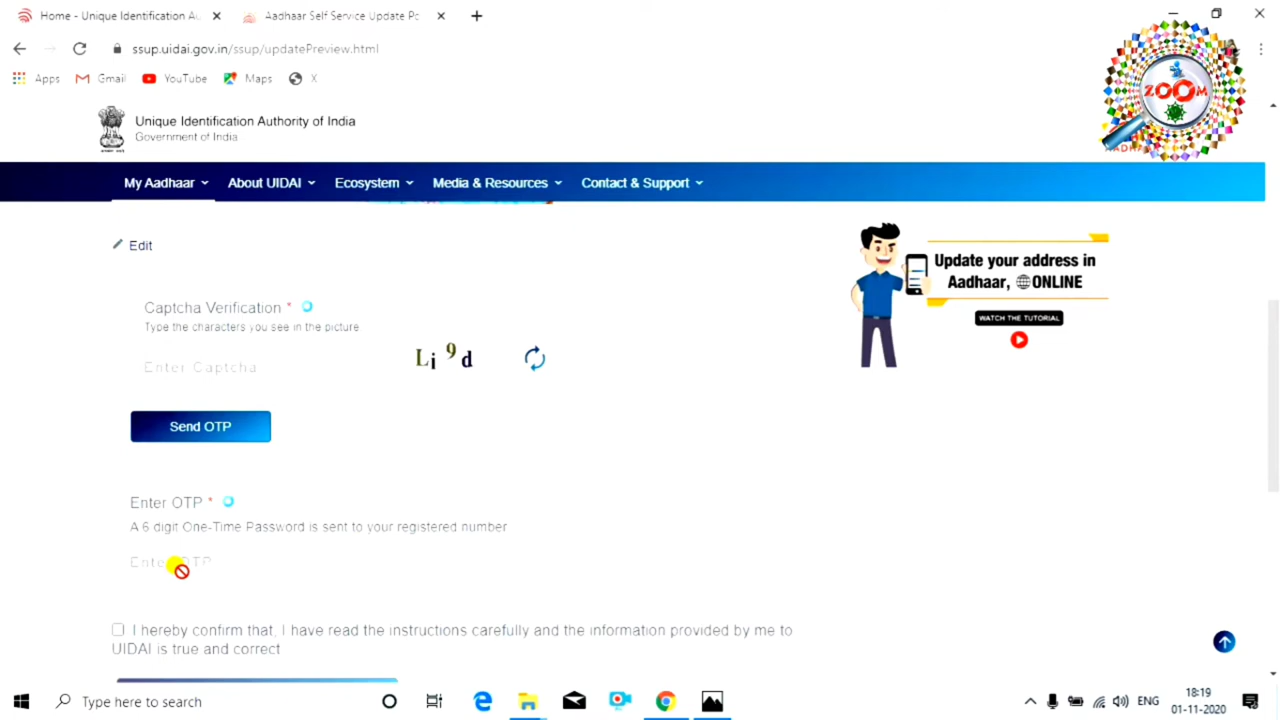 Home - Unique Identification Au
Aadhaar Self Service Update Po
ssup.uidai.gov.in/ssup/updatePreview.html
Apps Gmail YouTube Maps X
ZOOM
Unique Identification Authority of India
Government of India
AADHAAR
My Aadhaar About UIDAI Ecosystem Media & Resources Contact & Support
Edit
Update your address in
Aadhaar, ONLINE
WATCH THE TUTORIAL
Captcha Verification *
Type the characters you see in the picture
Enter Captcha
Li9d
Send OTP
Enter OTP *
A 6 digit One-Time Password is sent to your registered number
Enter OTP
I hereby confirm that, I have read the instructions carefully and the information provided by me to
UIDAI is true and correct
Type here to search
ENG
18:19
01-11-2020